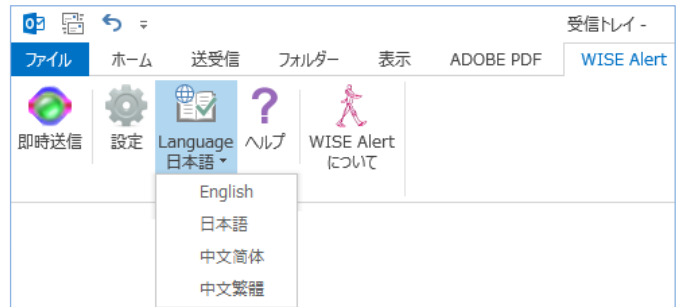 受信トレイ -
ファイル ホーム 送受信 フォルダー 表示 ADOBE PDF WISE Alert
即時送信 設定 Language 日本語 ヘルプ WISE Alert について
English
日本語
中文简体
中文繁體